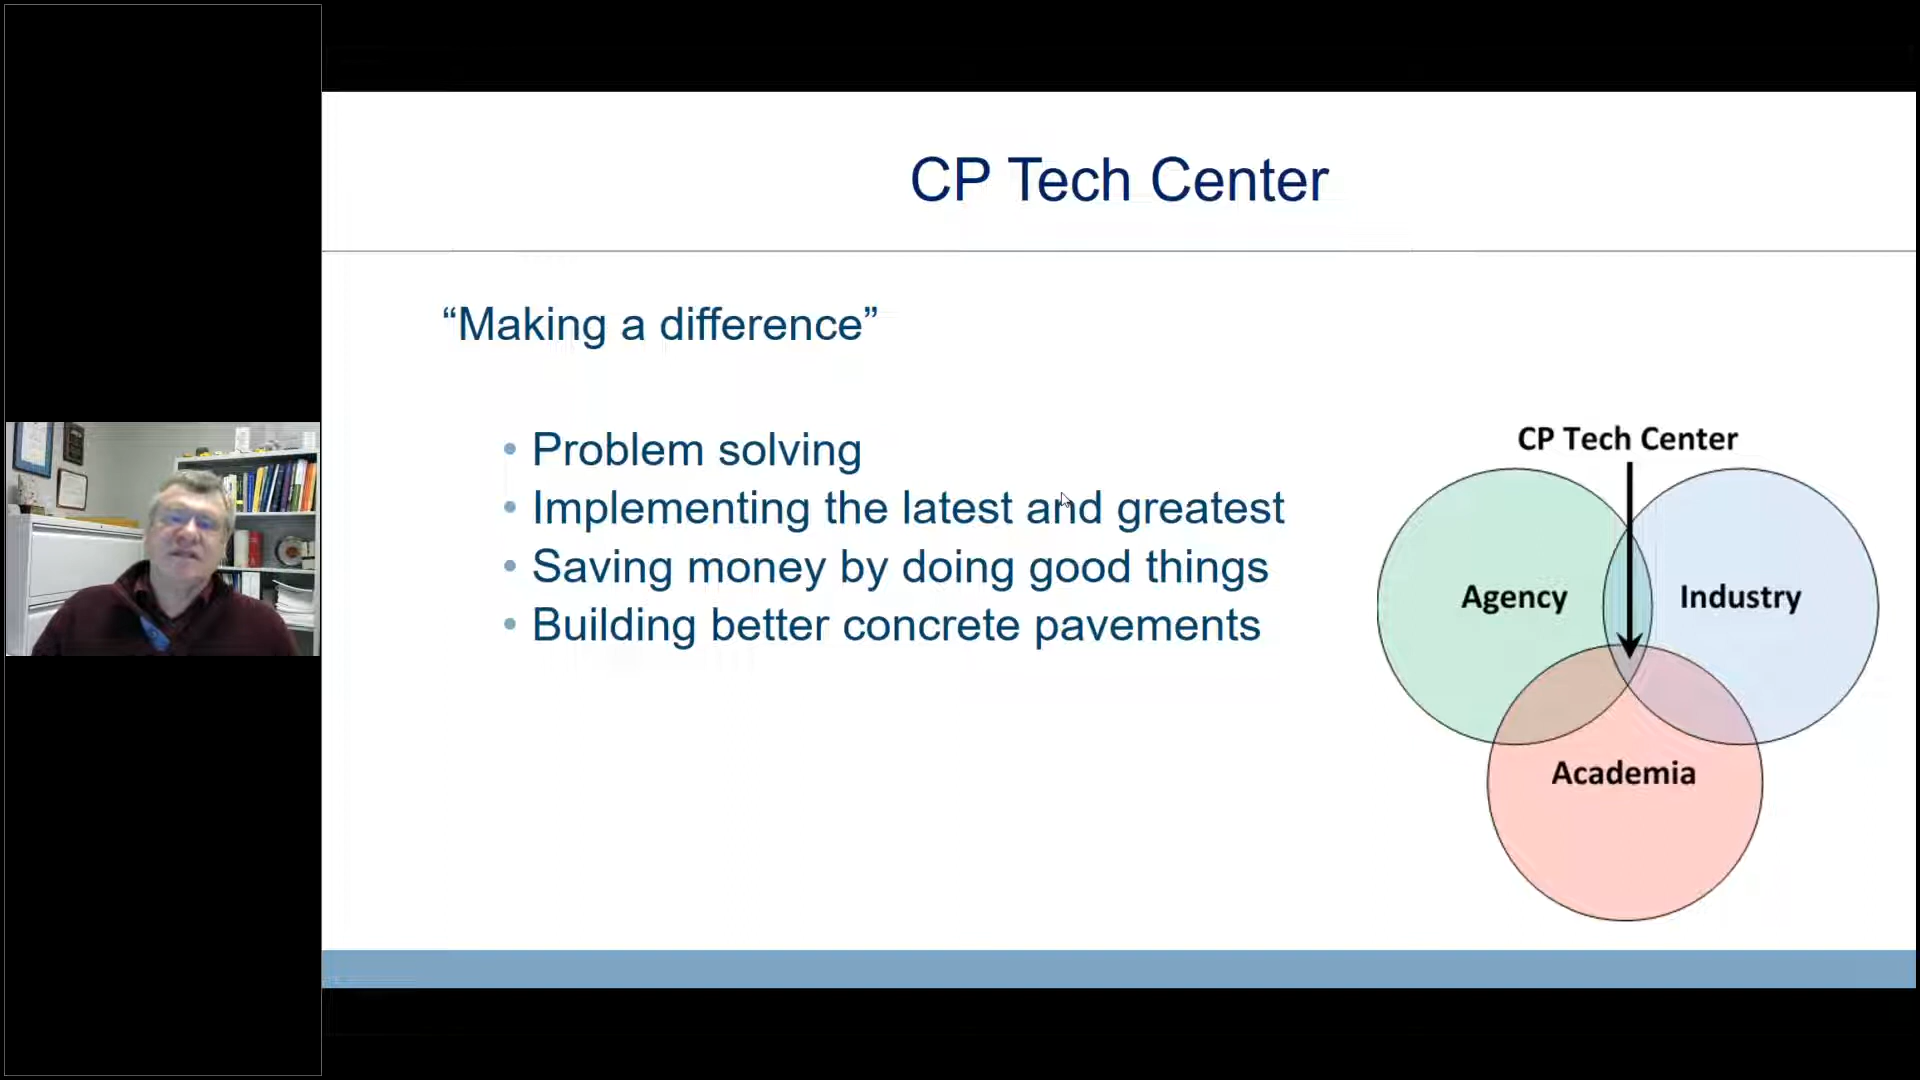 CP Tech Center
“Making a difference”
• Problem solving
• Implementing the latest and greatest
• Saving money by doing good things
• Building better concrete pavements
CP Tech Center
Agency
Industry
Academia